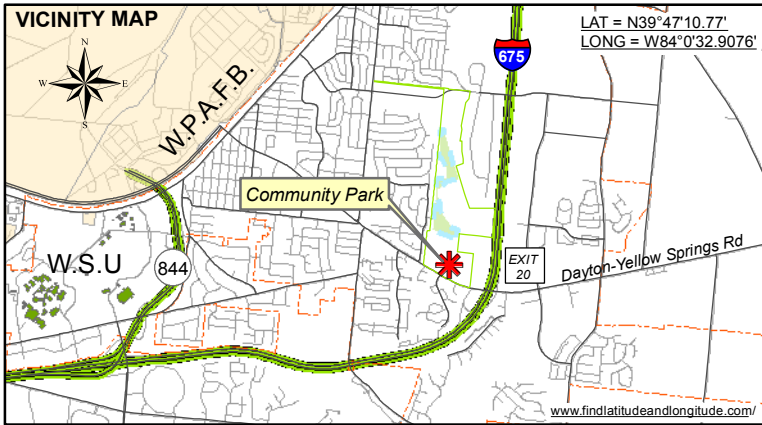 VICINITY MAP
N
W
E
S
W.P.A.F.B.
675
LAT = N39°47'10.77'
LONG = W84°0'32.9076'
Community Park
W.S.U
844
EXIT
20
Dayton-Yellow Springs Rd
www.findlatitudeandlongitude.com/